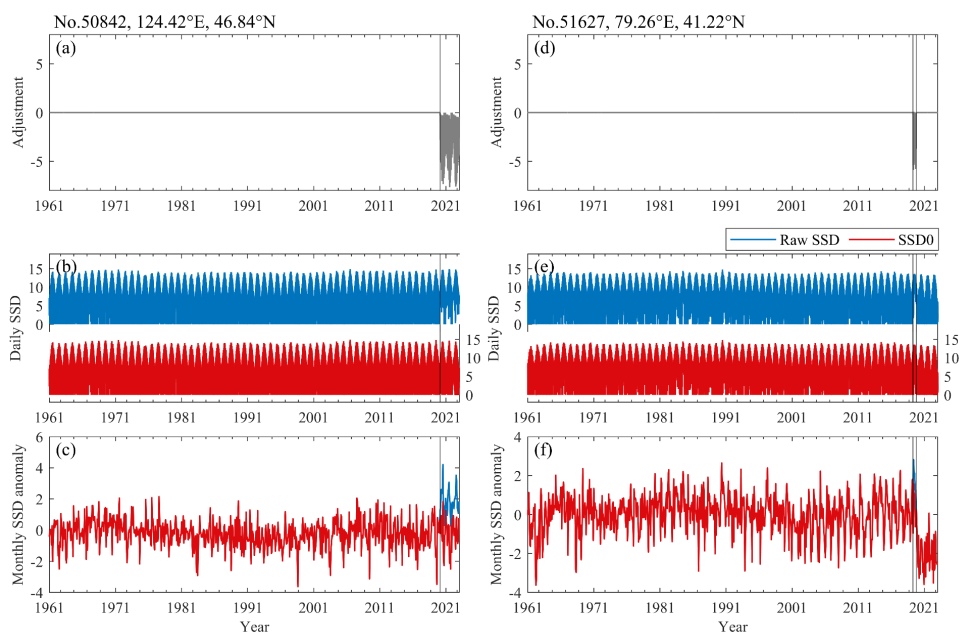 No.50842, 124.42°E, 46.84°N
(a)
Adjustment
5
0
-5
1961 1971 1981 1991 2001 2011 2021
No.51627, 79.26°E, 41.22°N
(d)
Adjustment
5
0
-5
1961 1971 1981 1991 2001 2011 2021
Raw SSD SSD0
(b)
Daily SSD
15
10
5
0
15
10
5
0
1961 1971 1981 1991 2001 2011 2021
(e)
Daily SSD
15
10
5
0
15
10
5
0
1961 1971 1981 1991 2001 2011 2021
(c)
Monthly SSD anomaly
6
4
2
0
-2
-4
1961 1971 1981 1991 2001 2011 2021
Year
(f)
Monthly SSD anomaly
4
2
0
-2
-4
1961 1971 1981 1991 2001 2011 2021
Year